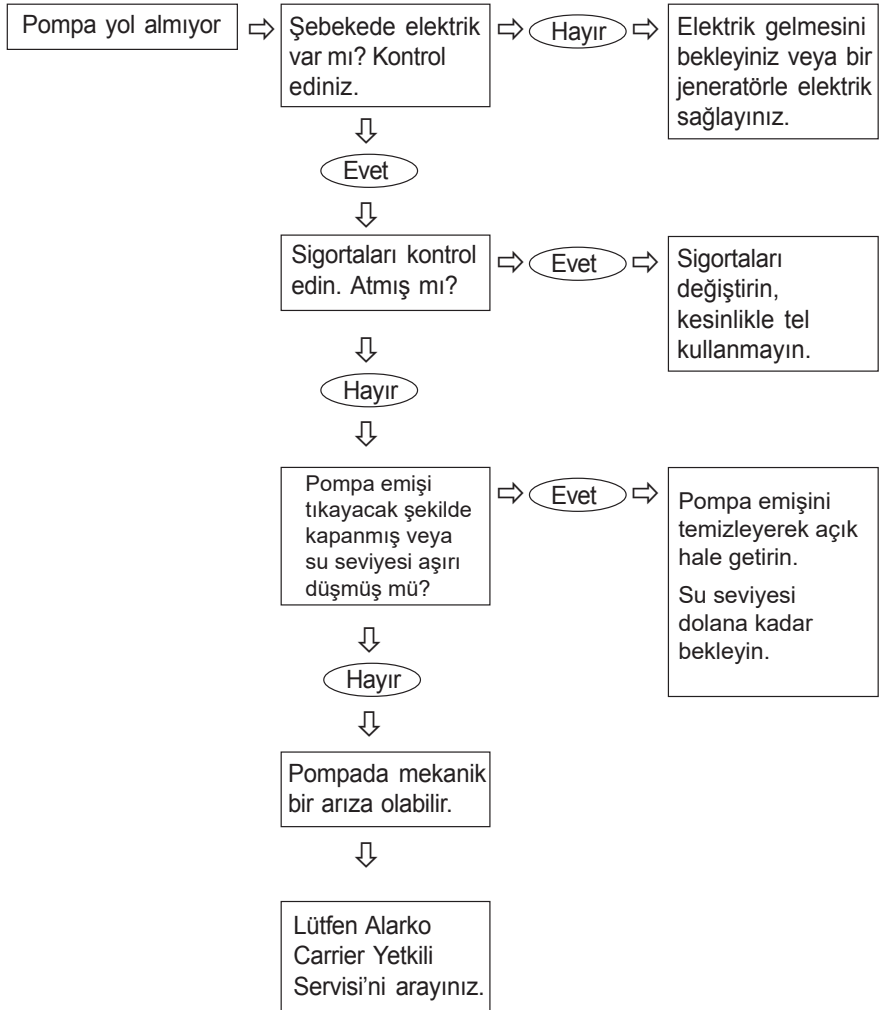 Pompa yol almıyor
Şebekede elektrik
var mı? Kontrol
ediniz.
Hayır
Elektrik gelmesini
bekleyiniz veya bir
jeneratörle elektrik
sağlayınız.
Evet
Sigortaları kontrol
edin. Atmış mı?
Evet
Sigortaları
değiştirin,
kesinlikle tel
kullanmayın.
Hayır
Pompa emişi
tıkayacak şekilde
kapanmış veya
su seviyesi aşırı
düşmüş mü?
Evet
Pompa emişini
temizleyerek açık
hale getirin.
Su seviyesi
dolana kadar
bekleyin.
Hayır
Pompada mekanik
bir arıza olabilir.
Lütfen Alarko
Carrier Yetkili
Servisi’ni arayınız.